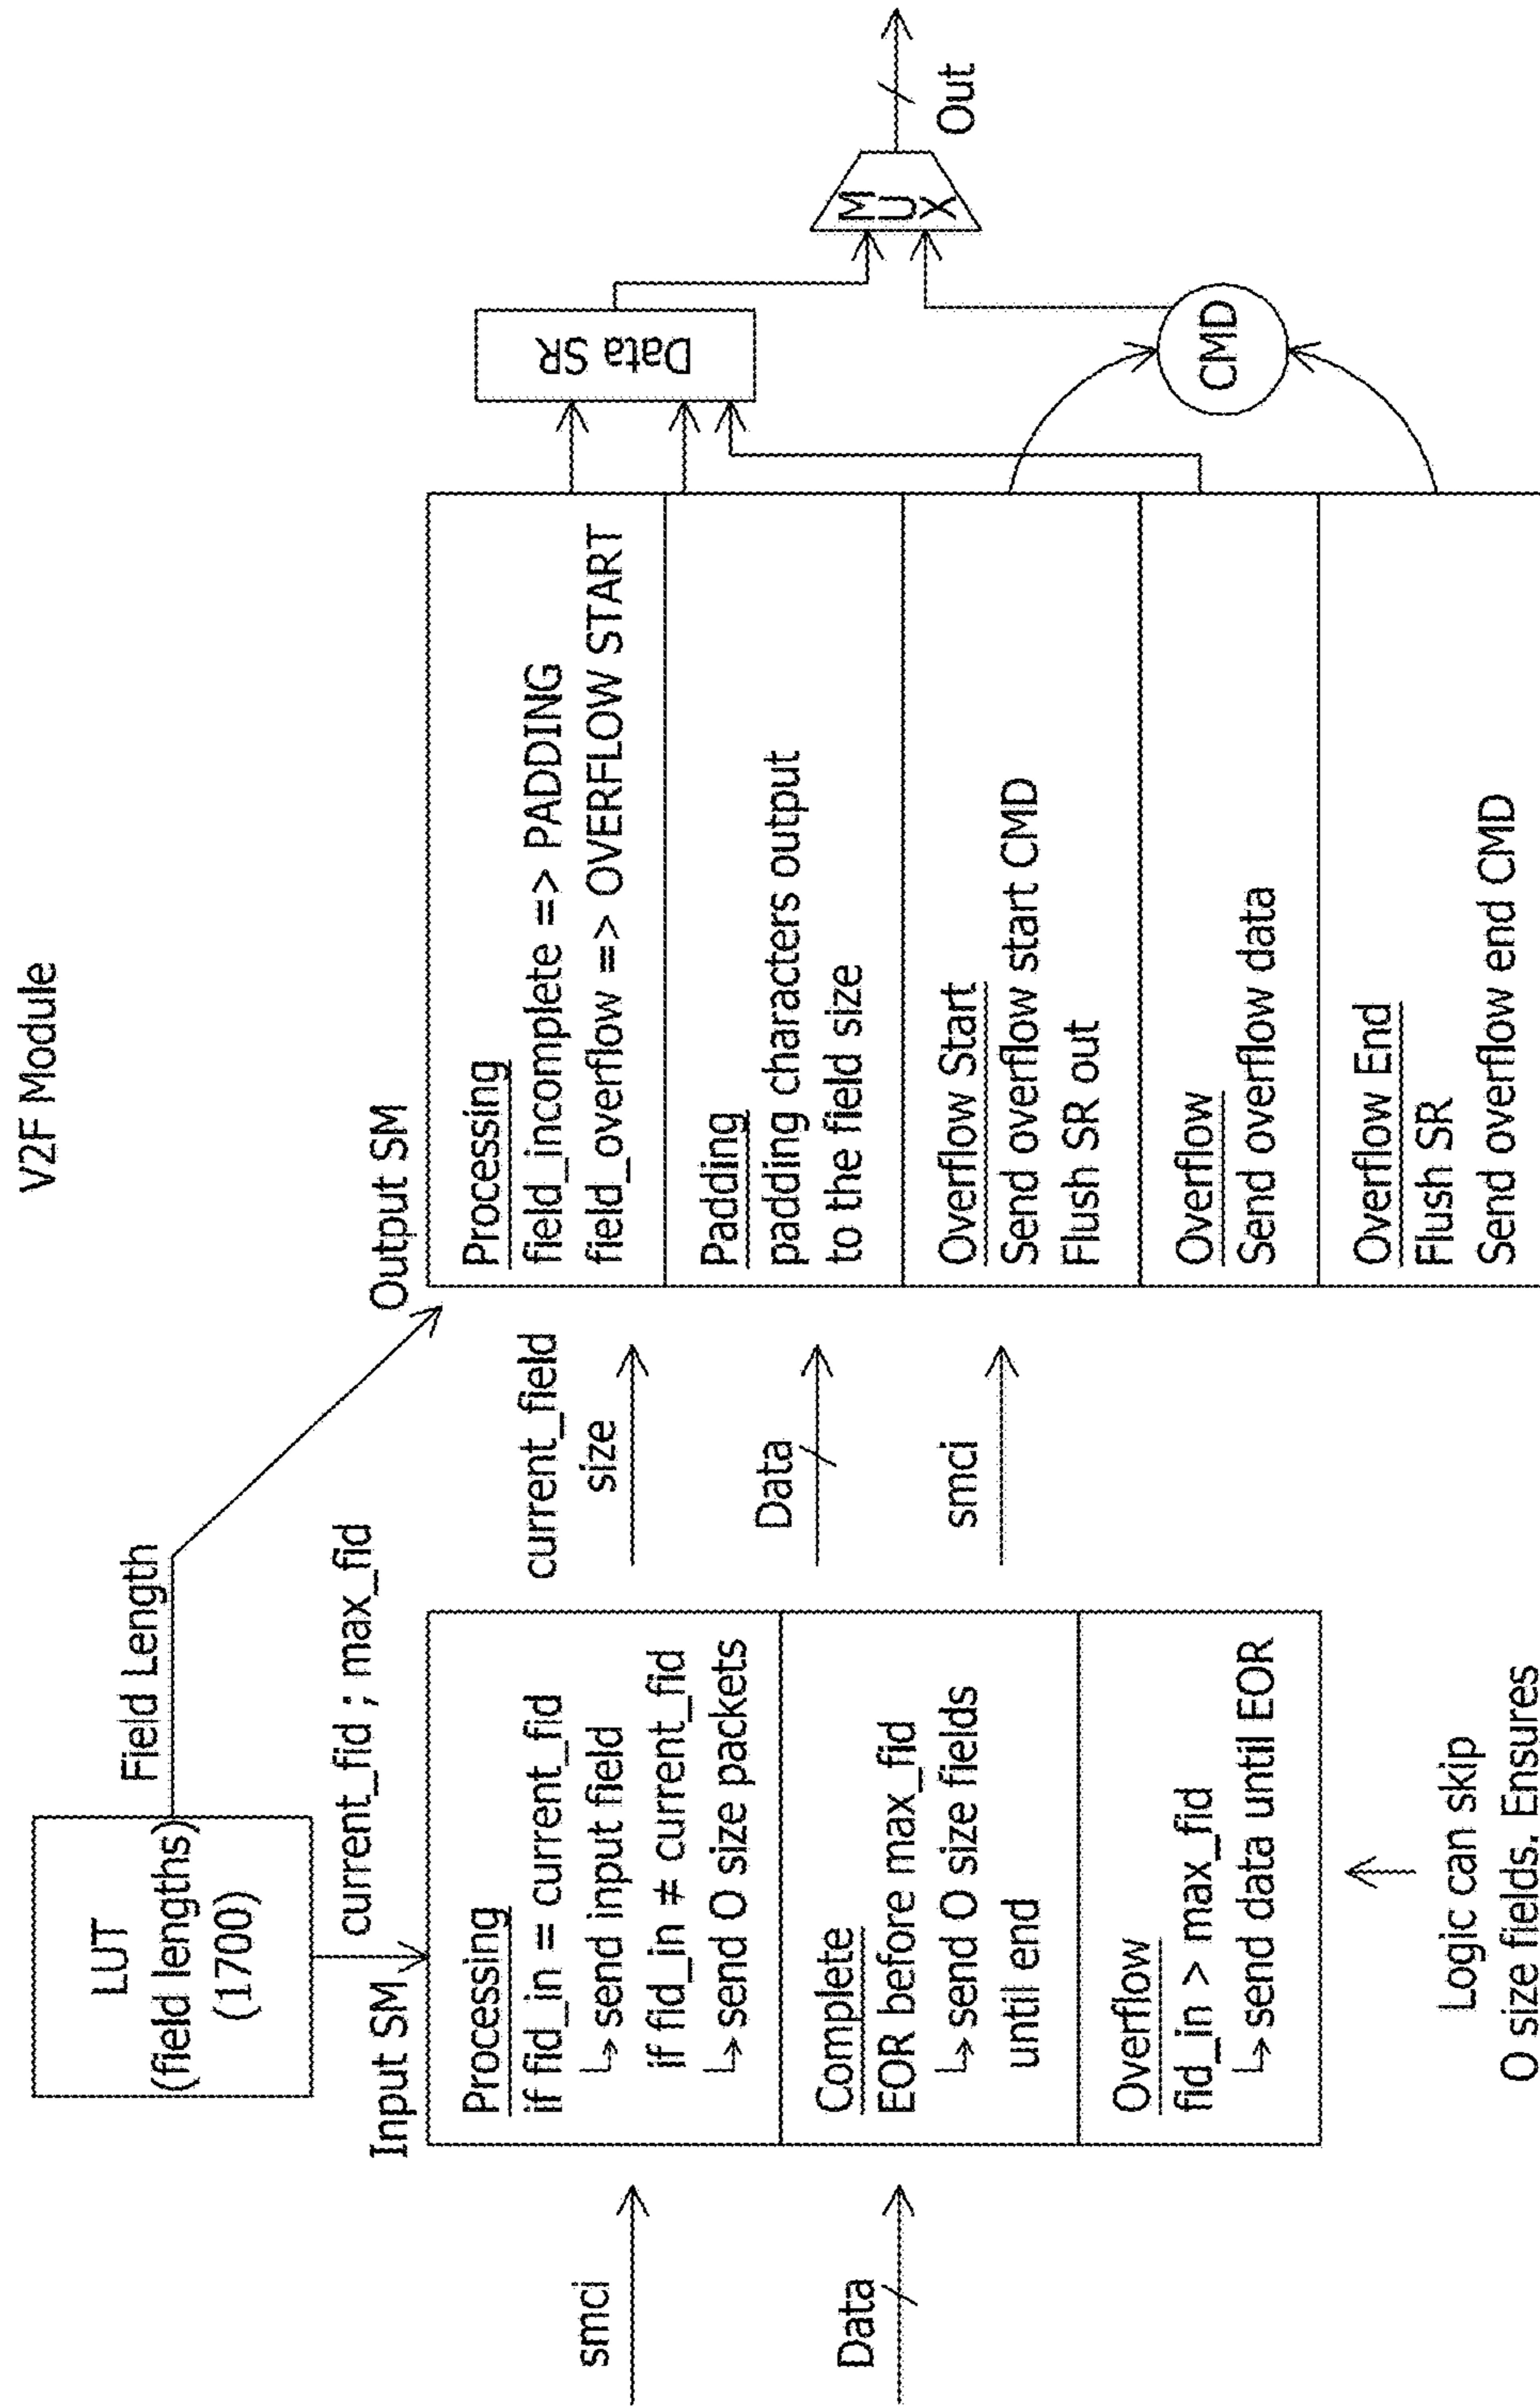 V2F Module
LUT
(field lengths)
(1700)
Field Length
current_fid ; max_fid
Input SM
smci
Data
Processing
if fid_in = current_fid
↳ send input field
if fid_in ≠ current_fid
↳ send O size packets
Complete
EOR before max_fid
↳ send O size fields
until end
Overflow
fid_in > max_fid
↳ send data until EOR
Logic can skip
O size fields. Ensures
current_field
size
Data
smci
Output SM
Processing
field_incomplete => PADDING
field_overflow => OVERFLOW START
Padding
padding characters output
to the field size
Overflow Start
Send overflow start CMD
Flush SR out
Overflow
Send overflow data
Overflow End
Flush SR
Send overflow end CMD
Data SR
CMD
MUX
Out